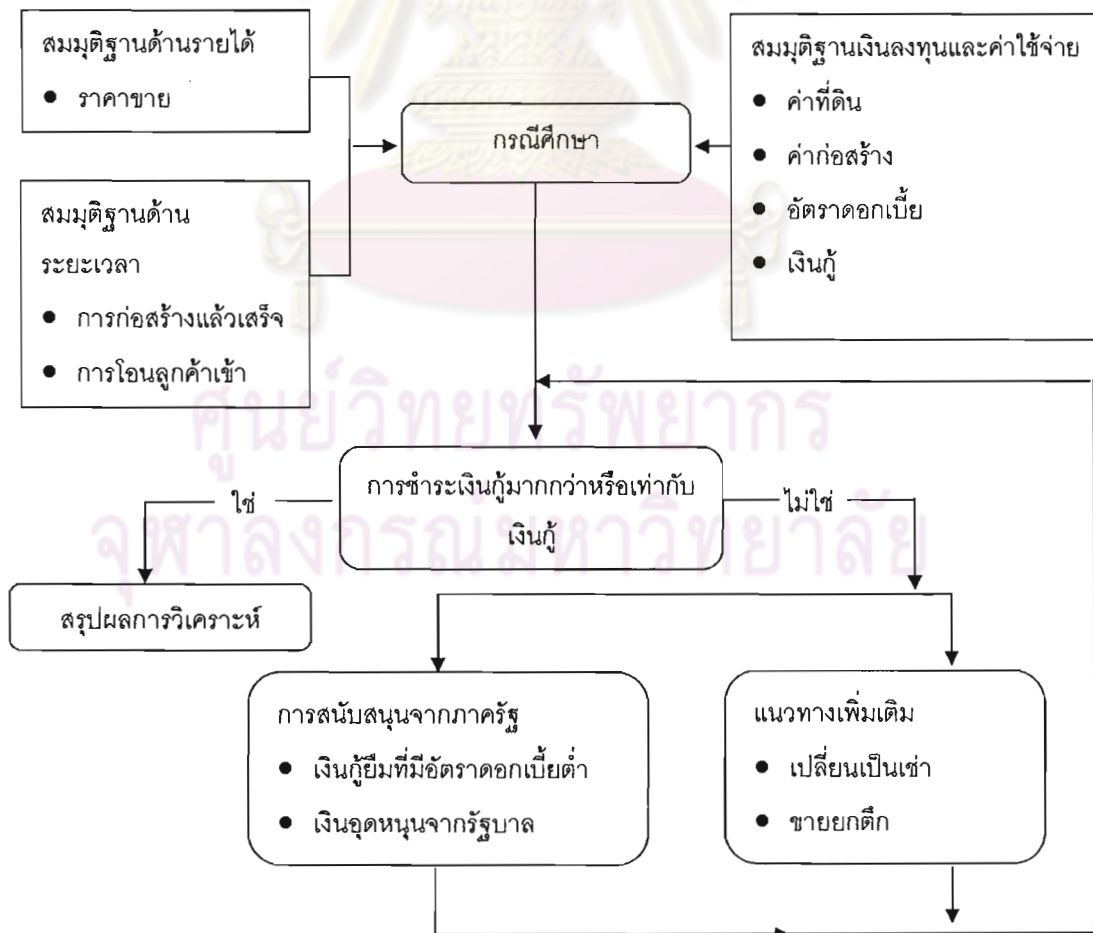 สมมุติฐานด้านรายได้
● ราคาขาย
สมมุติฐานด้าน
ระยะเวลา
● การก่อสร้างแล้วเสร็จ
● การโอนลูกค้าเข้า
กรณีศึกษา
สมมุติฐานเงินลงทุนและค่าใช้จ่าย
● ค่าที่ดิน
● ค่าก่อสร้าง
● อัตราดอกเบี้ย
● เงินกู้
ศูนย์วิทยทรัพยากร
จุฬาลงกรณ์มหาวิทยาลัย
การชำระเงินกู้มากกว่าหรือเท่ากับ
เงินกู้
ใช่
ไม่ใช่
สรุปผลการวิเคราะห์
การสนับสนุนจากภาครัฐ
● เงินกู้ยืมที่มีอัตราดอกเบี้ยต่ำ
● เงินอุดหนุนจากรัฐบาล
แนวทางเพิ่มเติม
● เปลี่ยนเป็นเช่า
● ขายยกตึก